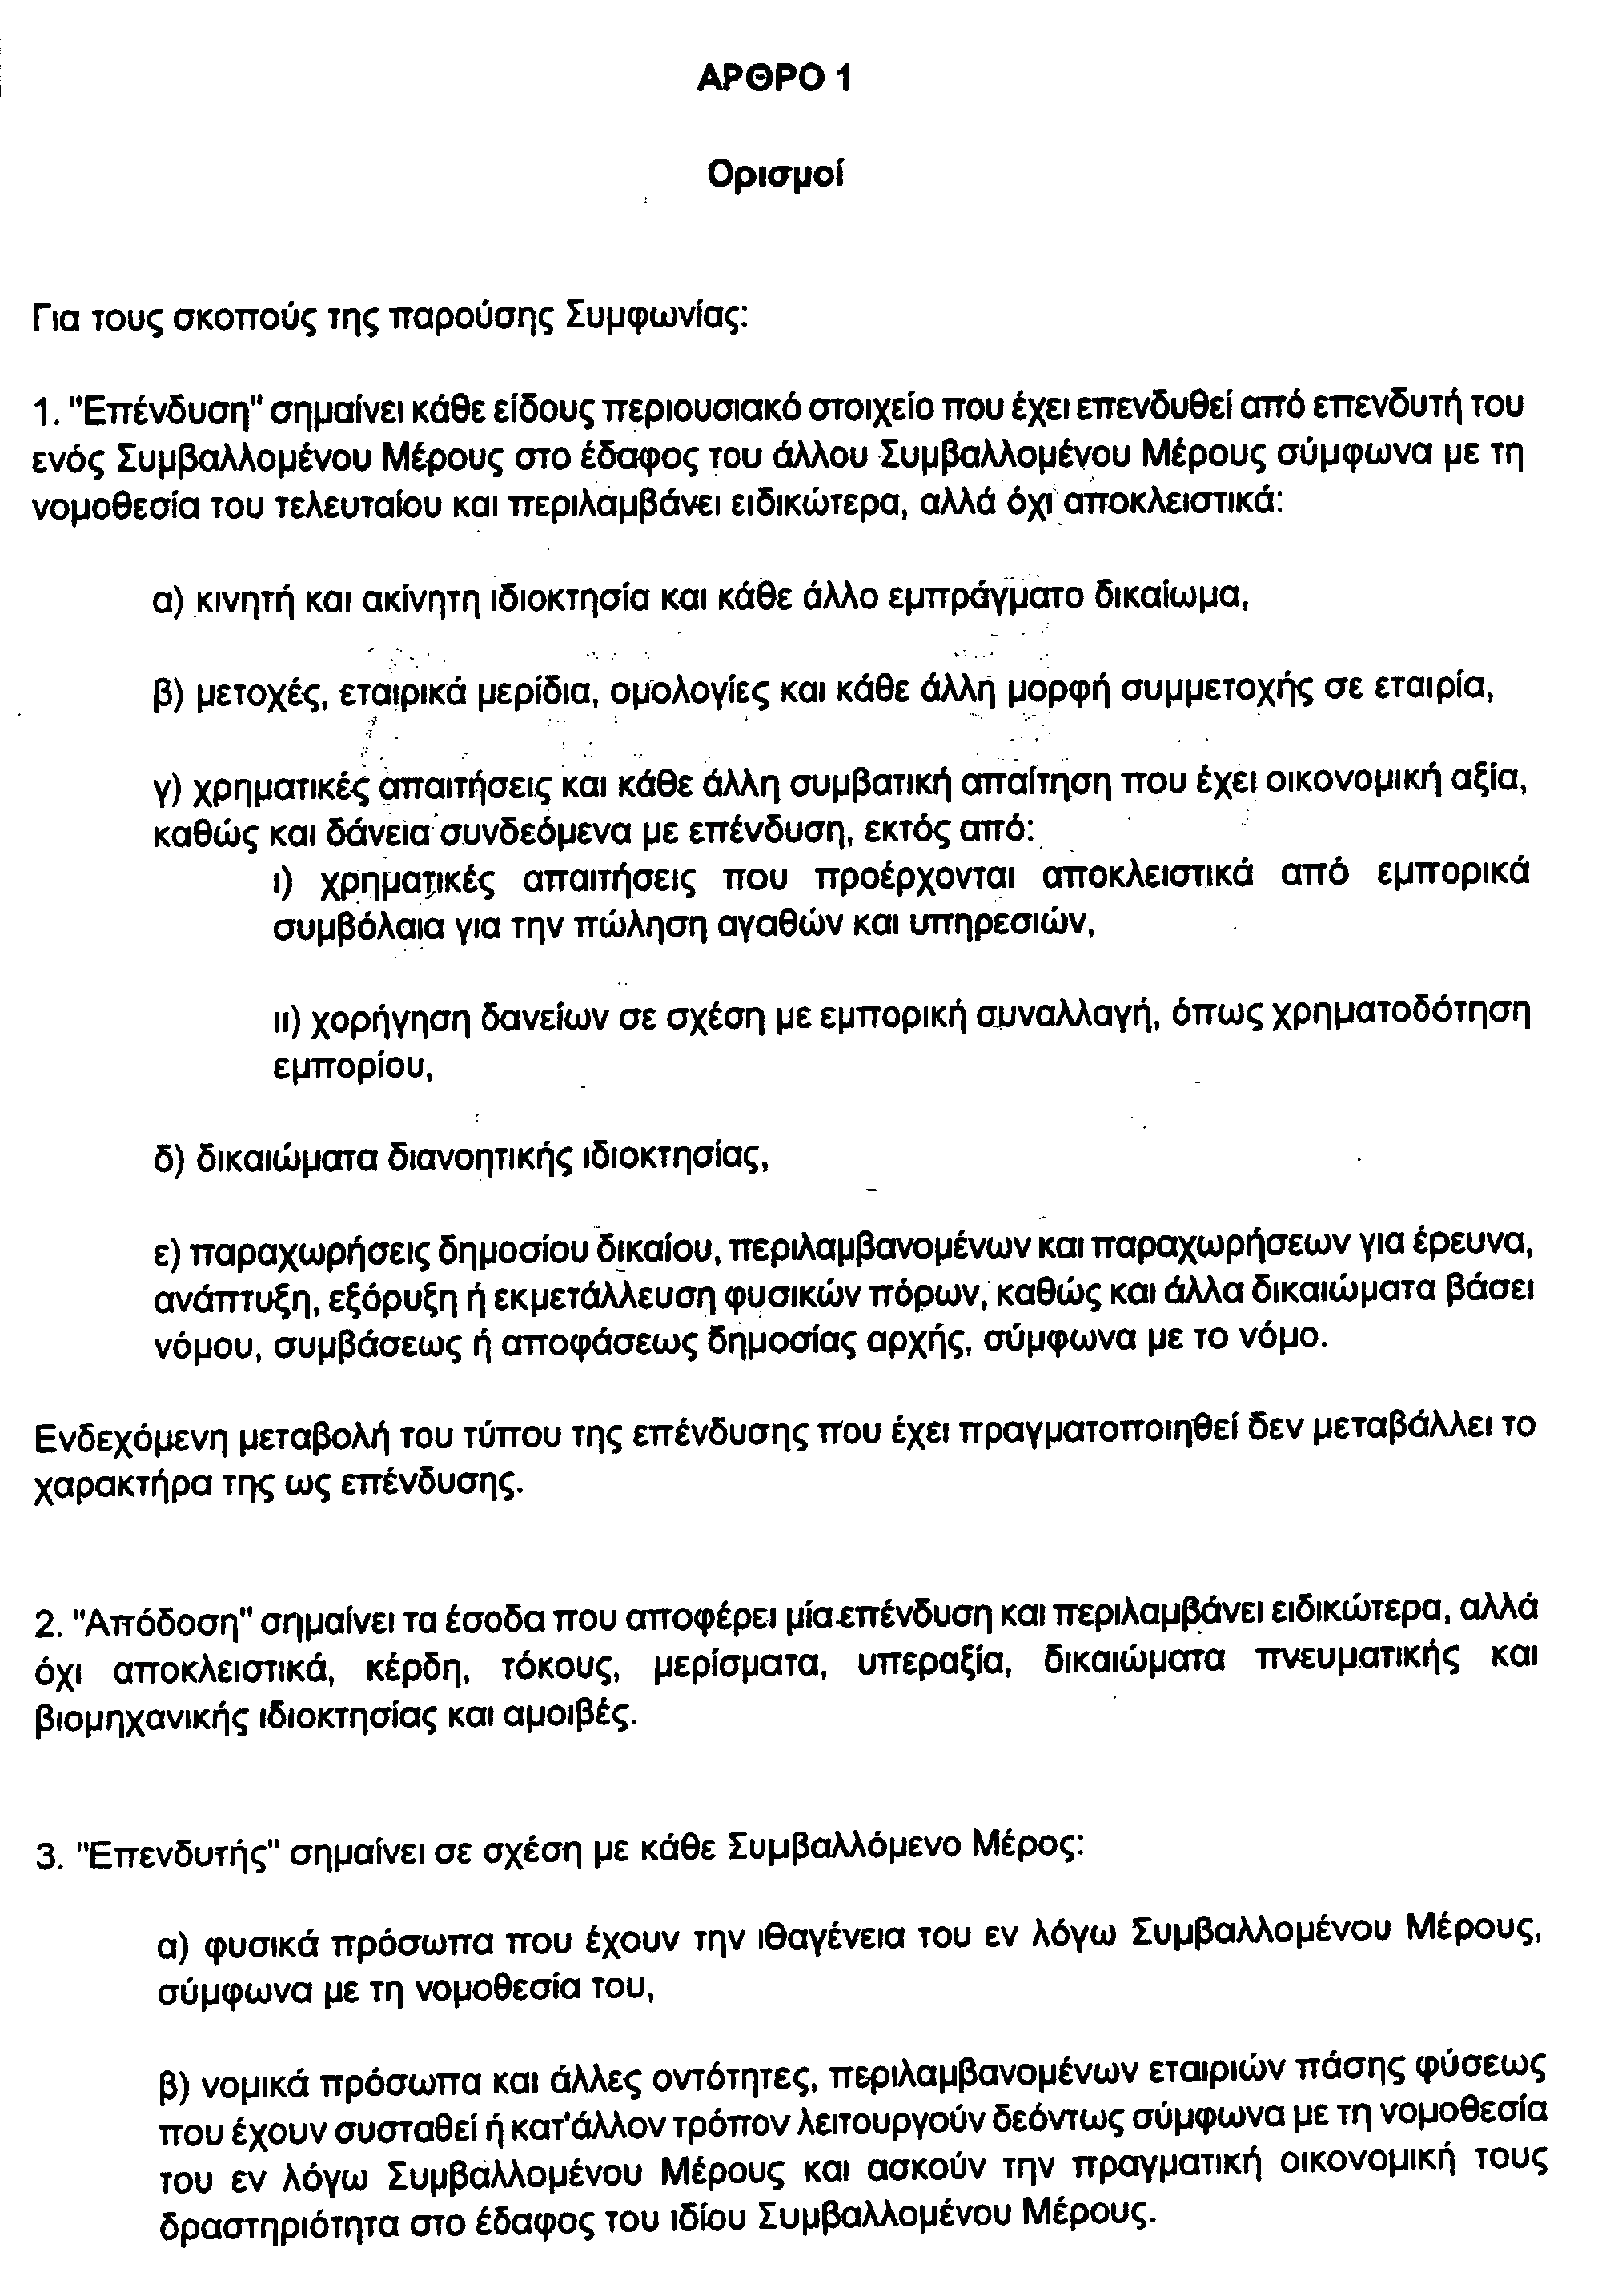 ΑΡΘΡΟ 1
Ορισμοί
Για τους σκοπούς της παρούσης Συμφωνίας:
1. "Επένδυση" σημαίνει κάθε είδους περιουσιακό στοιχείο που έχει επενδυθεί από επενδυτή του
ενός Συμβαλλομένου Μέρους στο έδαφος του άλλου Συμβαλλομένου Μέρους σύμφωνα με τη
νομοθεσία του τελευταίου και περιλαμβάνει ειδικώτερα, αλλά όχι αποκλειστικά:
α) κινητή και ακίνητη ιδιοκτησία και κάθε άλλο εμπράγματο δικαίωμα,
β) μετοχές, εταιρικά μερίδια, ομολογίες και κάθε άλλη μορφή συμμετοχής σε εταιρία,
γ) χρηματικές απαιτήσεις και κάθε άλλη συμβατική απαίτηση που έχει οικονομική αξία,
καθώς και δάνεια συνδεόμενα με επένδυση, εκτός από:
ι) χρηματικές απαιτήσεις που προέρχονται αποκλειστικά από εμπορικά
συμβόλαια για την πώληση αγαθών και υπηρεσιών,
ιι) χορήγηση δανείων σε σχέση με εμπορική συναλλαγή, όπως χρηματοδότηση
εμπορίου,
δ) δικαιώματα διανοητικής ιδιοκτησίας,
ε) παραχωρήσεις δημοσίου δικαίου, περιλαμβανομένων και παραχωρήσεων για έρευνα,
ανάπτυξη, εξόρυξη ή εκμετάλλευση φυσικών πόρων, καθώς και άλλα δικαιώματα βάσει
νόμου, συμβάσεως ή αποφάσεως δημοσίας αρχής, σύμφωνα με το νόμο.
Ενδεχόμενη μεταβολή του τύπου της επένδυσης που έχει πραγματοποιηθεί δεν μεταβάλλει το
χαρακτήρα της ως επένδυσης.
2. "Απόδοση" σημαίνει τα έσοδα που αποφέρει μία επένδυση και περιλαμβάνει ειδικώτερα, αλλά
όχι αποκλειστικά, κέρδη, τόκους, μερίσματα, υπεραξία, δικαιώματα πνευματικής και
βιομηχανικής ιδιοκτησίας και αμοιβές.
3. "Επενδυτής" σημαίνει σε σχέση με κάθε Συμβαλλόμενο Μέρος:
α) φυσικά πρόσωπα που έχουν την ιθαγένεια του εν λόγω Συμβαλλομένου Μέρους,
σύμφωνα με τη νομοθεσία του,
β) νομικά πρόσωπα και άλλες οντότητες, περιλαμβανομένων εταιριών πάσης φύσεως
που έχουν συσταθεί ή κατ'άλλον τρόπον λειτουργούν δεόντως σύμφωνα με τη νομοθεσία
του εν λόγω Συμβαλλομένου Μέρους και ασκούν την πραγματική οικονομική τους
δραστηριότητα στο έδαφος του ιδίου Συμβαλλομένου Μέρους.